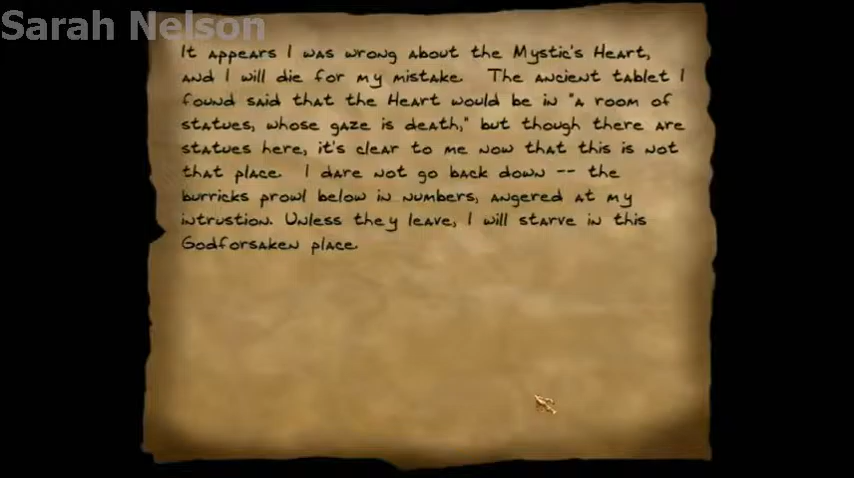 Sarah Nelson
It appears I was wrong about the Mystic's Heart,
and I will die for my mistake. The ancient tablet I
found said that the Heart would be in "a room of
statues, whose gaze is death," but though there are
statues here, it's clear to me now that this is not
that place. I dare not go back down -- the
burricks prowl below in numbers, angered at my
intrustion. Unless they leave, I will starve in this
Godforsaken place.